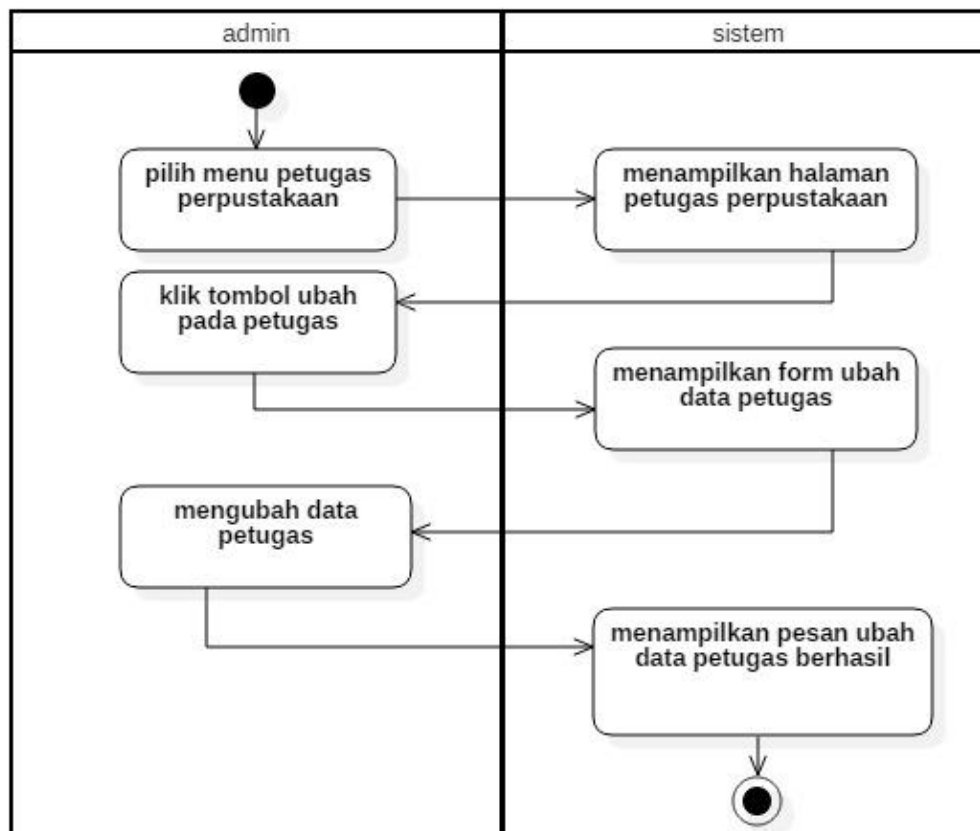 admin
sistem
pilih menu petugas
perpustakaan
menampilkan halaman
petugas perpustakaan
klik tombol ubah
pada petugas
menampilkan form ubah
data petugas
mengubah data
petugas
menampilkan pesan ubah
data petugas berhasil